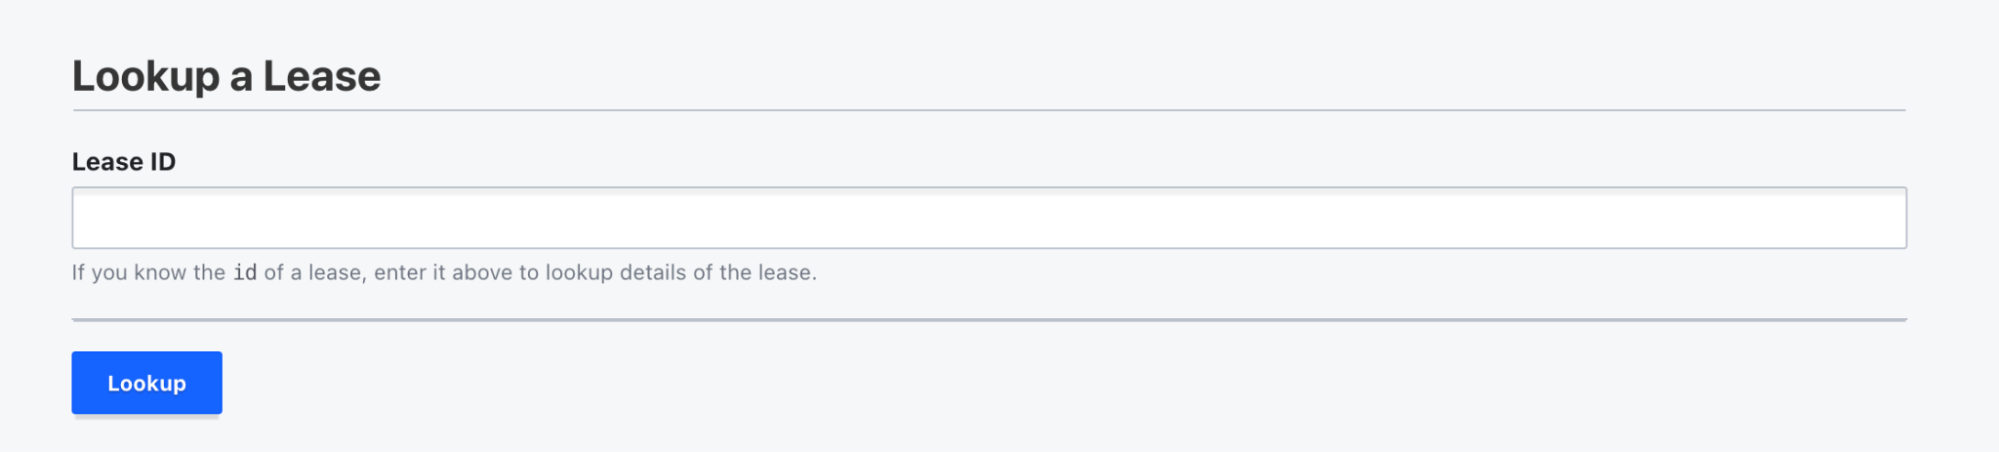 Lookup a Lease
Lease ID
If you know the id of a lease, enter it above to lookup details of the lease.
Lookup